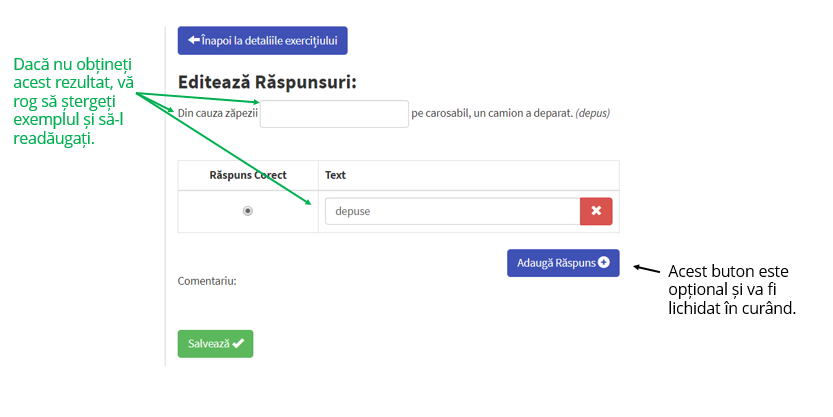 Înapoi la detaliile exercițiului
Dacă nu obțineți
acest rezultat, vă
rog să ștergeți
exemplul și să-l
readăugați.
Editează Răspunsuri:
Din cauza zăpezii pe carosabil, un camion a deparat. (depus)
Răspuns Corect Text
depuse
Adaugă Răspuns
Acest buton este
opțional și va fi
lichidat în curând.
Comentariu:
Salvează